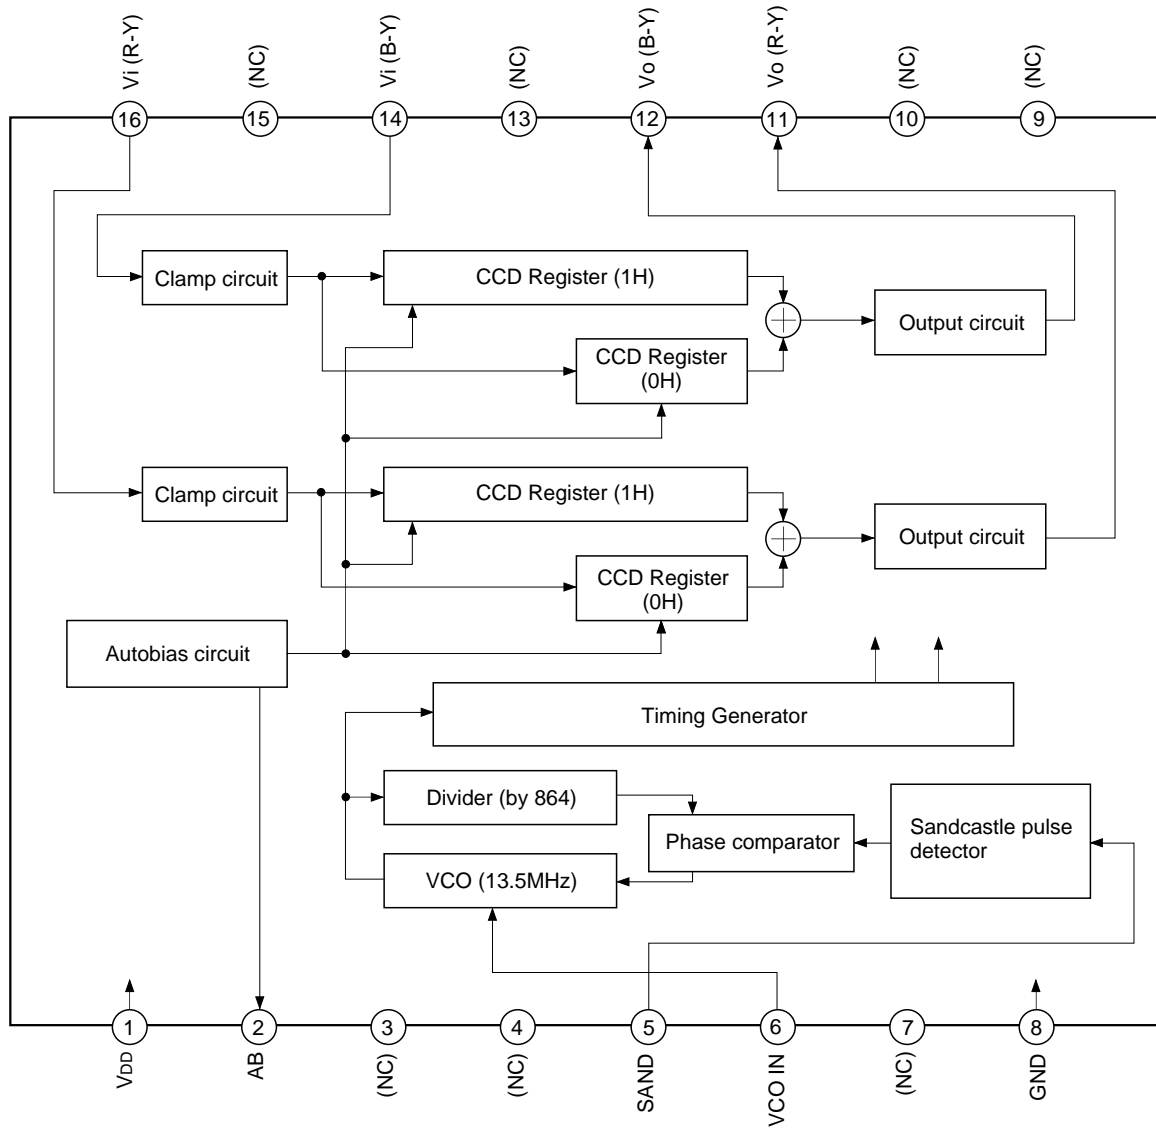 Vi (R-Y)
(NC)
Vi (B-Y)
(NC)
Vo (B-Y)
Vo (R-Y)
(NC)
(NC)
16
15
14
13
12
11
10
9
Clamp circuit
CCD Register (1H)
Output circuit
CCD Register
(0H)
Clamp circuit
CCD Register (1H)
Output circuit
CCD Register
(0H)
Autobias circuit
Timing Generator
Divider (by 864)
Phase comparator
Sandcastle pulse
detector
VCO (13.5MHz)
1
2
3
4
5
6
7
8
VDD
AB
(NC)
(NC)
SAND
VCO IN
(NC)
GND